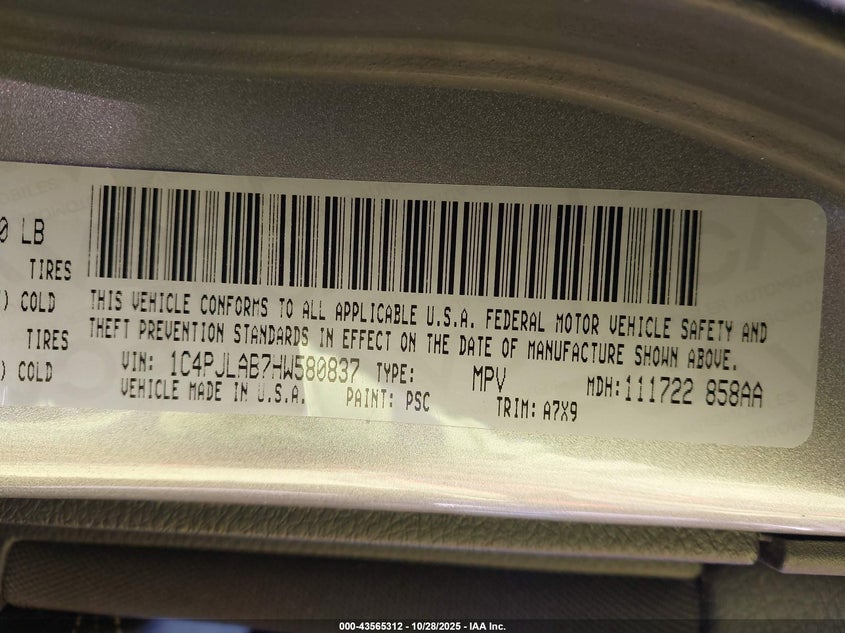 0 LB
TIRES
) COLD
TIRES
) COLD
THIS VEHICLE CONFORMS TO ALL APPLICABLE U.S.A. FEDERAL MOTOR VEHICLE SAFETY AND
THEFT PREVENTION STANDARDS IN EFFECT ON THE DATE OF MANUFACTURE SHOWN ABOVE.
VIN: 1C4PJLAB7HW580837 TYPE: MPV MDH: 111722 858AA
VEHICLE MADE IN U.S.A. PAINT: PSC TRIM: A7X9
000-43565312 | 10/28/2025 - IAA Inc.